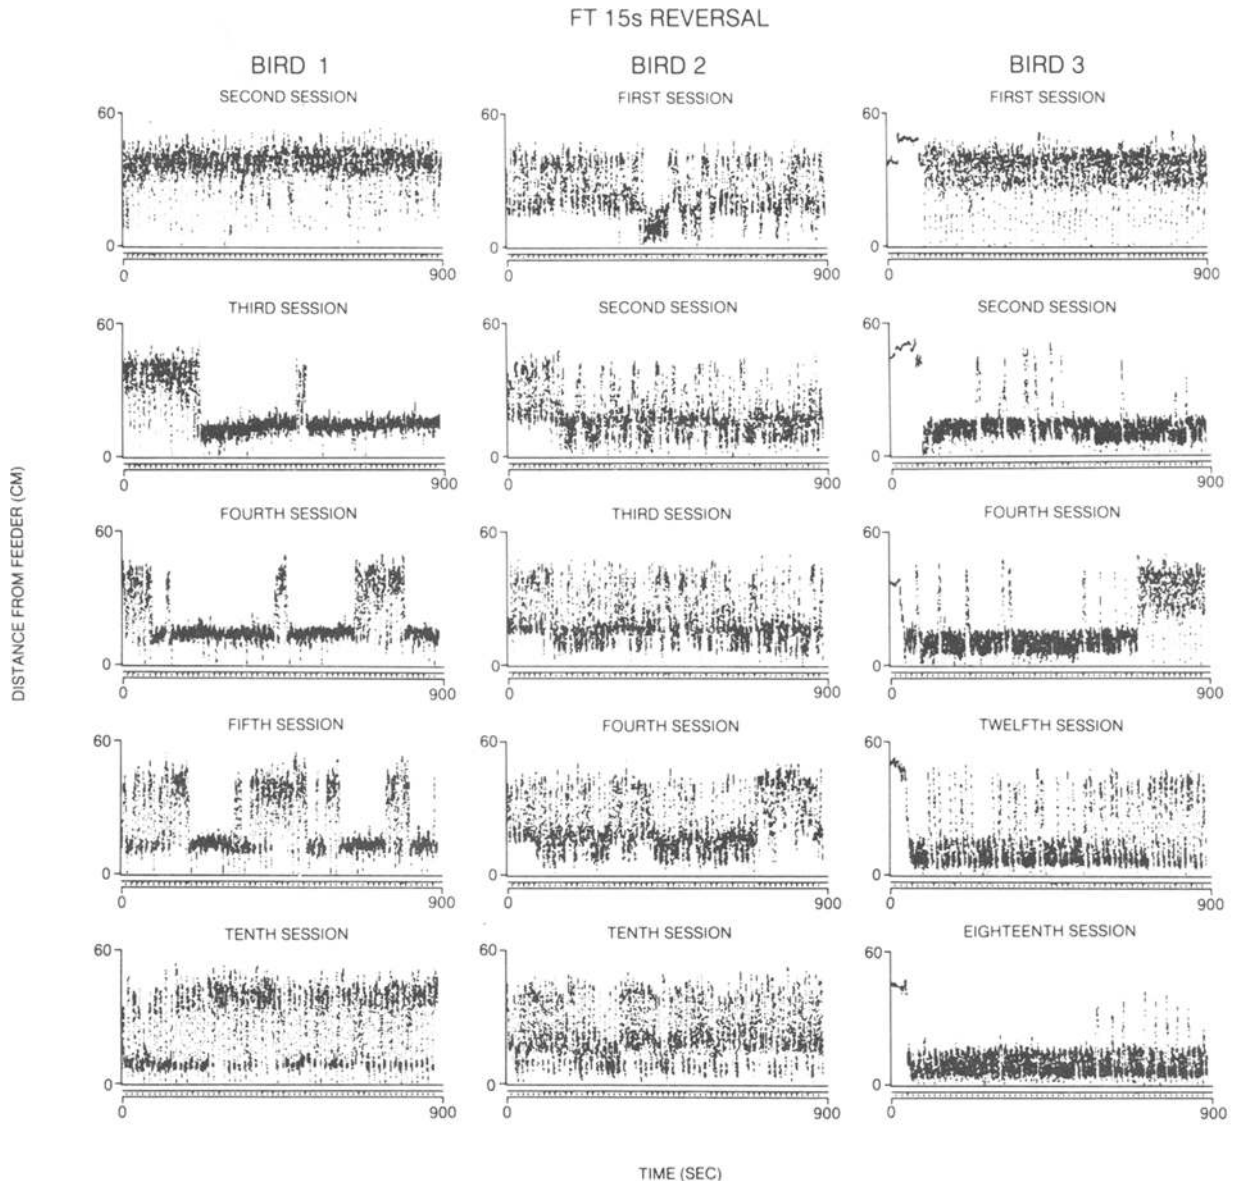 FT 15s REVERSAL
BIRD 1
BIRD 2
BIRD 3
SECOND SESSION
FIRST SESSION
FIRST SESSION
60
0
0
900
60
0
0
900
60
0
0
900
THIRD SESSION
SECOND SESSION
SECOND SESSION
60
0
0
900
60
0
0
900
60
0
0
900
FOURTH SESSION
THIRD SESSION
FOURTH SESSION
60
0
0
900
60
0
0
900
60
0
0
900
FIFTH SESSION
FOURTH SESSION
TWELFTH SESSION
60
0
0
900
60
0
0
900
60
0
0
900
TENTH SESSION
TENTH SESSION
EIGHTEENTH SESSION
60
0
0
900
60
0
0
900
60
0
0
900
DISTANCE FROM FEEDER (CM)
TIME (SEC)